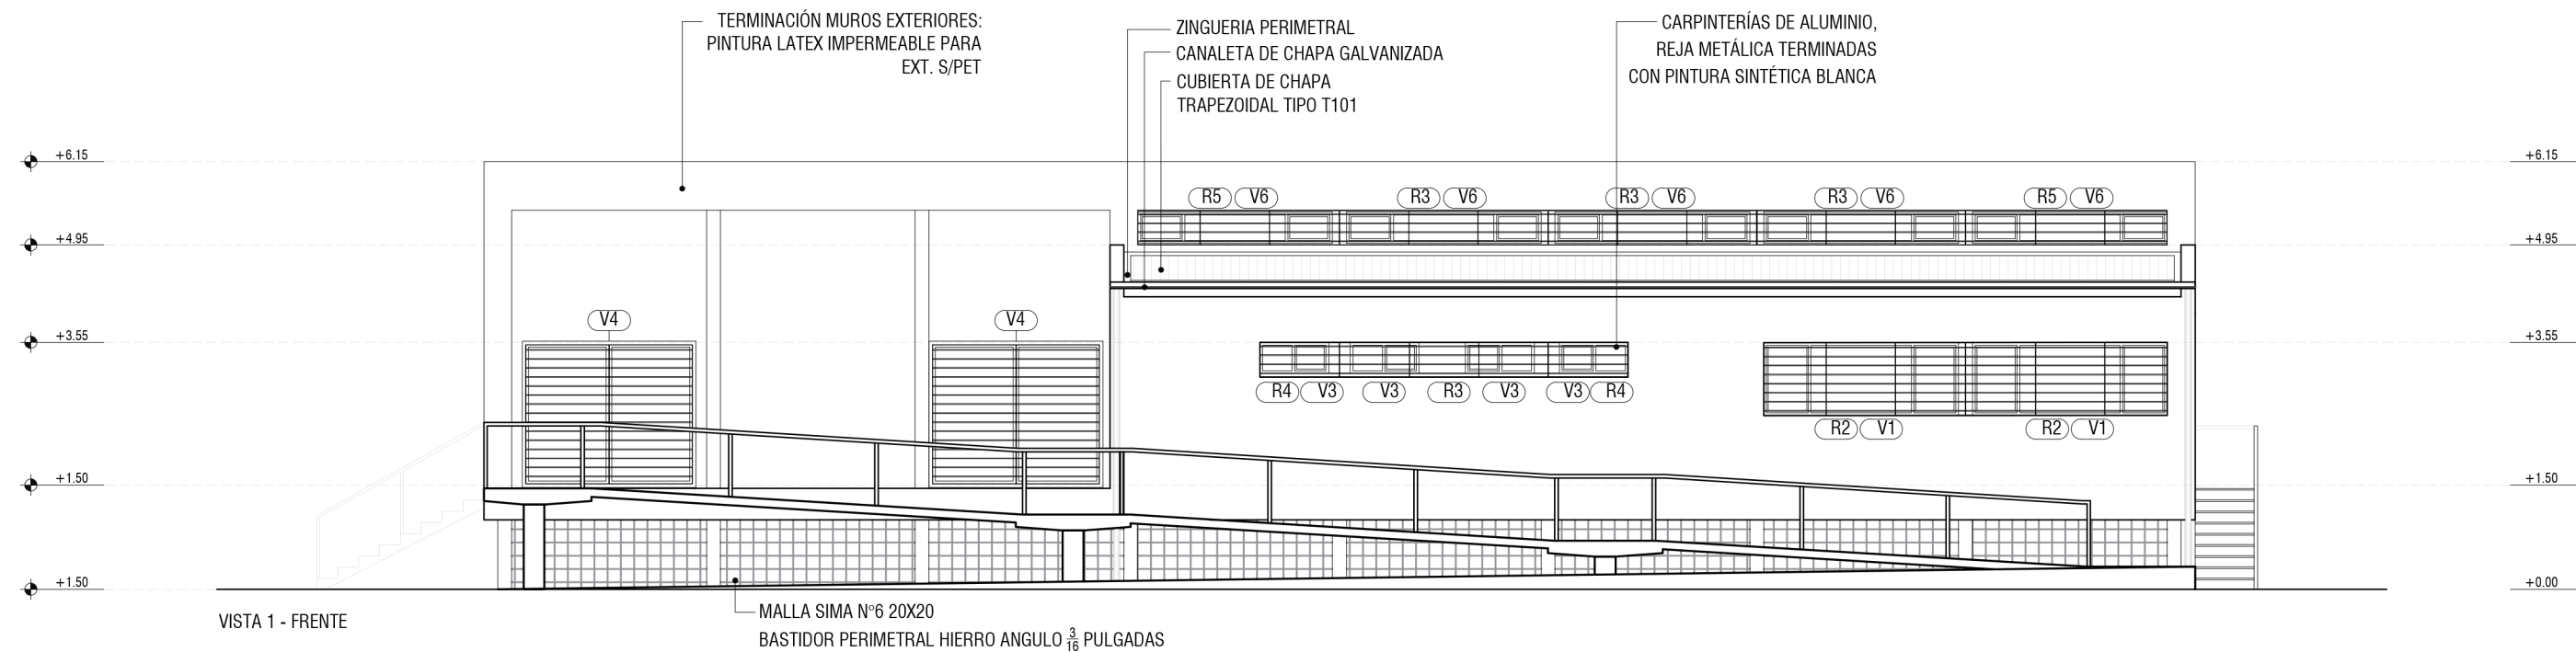 TERMINACIÓN MUROS EXTERIORES:
PINTURA LATEX IMPERMEABLE PARA
EXT. S/PET
ZINGUERIA PERIMETRAL
CANALETA DE CHAPA GALVANIZADA
CUBIERTA DE CHAPA
TRAPEZOIDAL TIPO T101
CARPINTERÍAS DE ALUMINIO,
REJA METÁLICA TERMINADAS
CON PINTURA SINTÉTICA BLANCA
+6.15 +6.15
R5 V6 R3 V6 R3 V6 R3 V6 R5 V6
+4.95 +4.95
V4 V4
+3.55 +3.55
R4 V3 V3 R3 V3 V3 R4
R2 V1 R2 V1
+1.50 +1.50
+1.50 +0.00
VISTA 1 - FRENTE
MALLA SIMA Nº6 20X20
BASTIDOR PERIMETRAL HIERRO ANGULO 3/16 PULGADAS